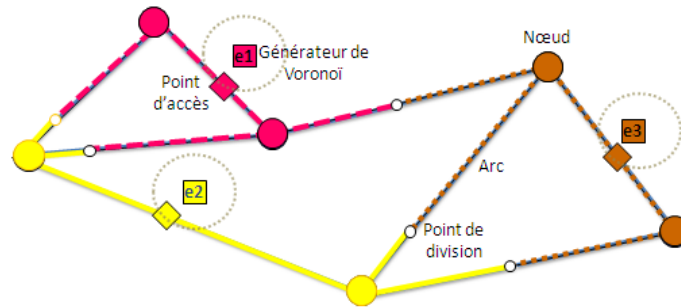 Nœud
e1
Générateur de
Voronoï
Point
d'accès
e3
Arc
e2
Point de
division